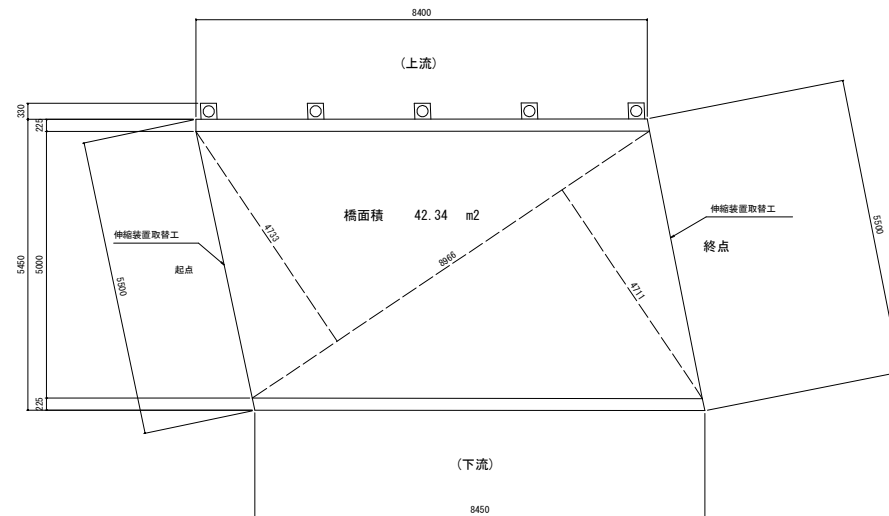 8400
(上流)
330
225
5450
5000
225
5500
伸縮装置取替工
起点
4733
橋面積 42.34 m2
8966
4711
伸縮装置取替工
終点
5500
(下流)
8450